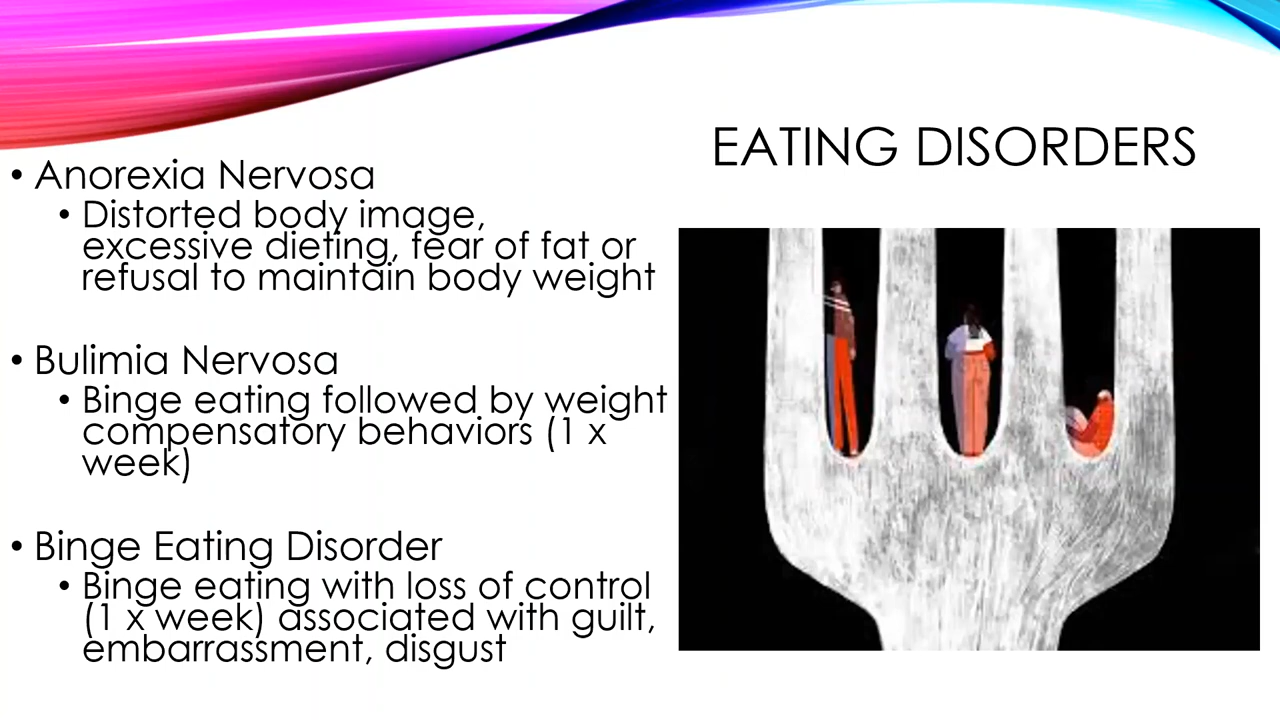 EATING DISORDERS
• Anorexia Nervosa
• Distorted body image,
excessive dieting, fear of fat or
refusal to maintain body weight
• Bulimia Nervosa
• Binge eating followed by weight
compensatory behaviors (1 x
week)
• Binge Eating Disorder
• Binge eating with loss of control
(1 x week) associated with guilt,
embarrassment, disgust